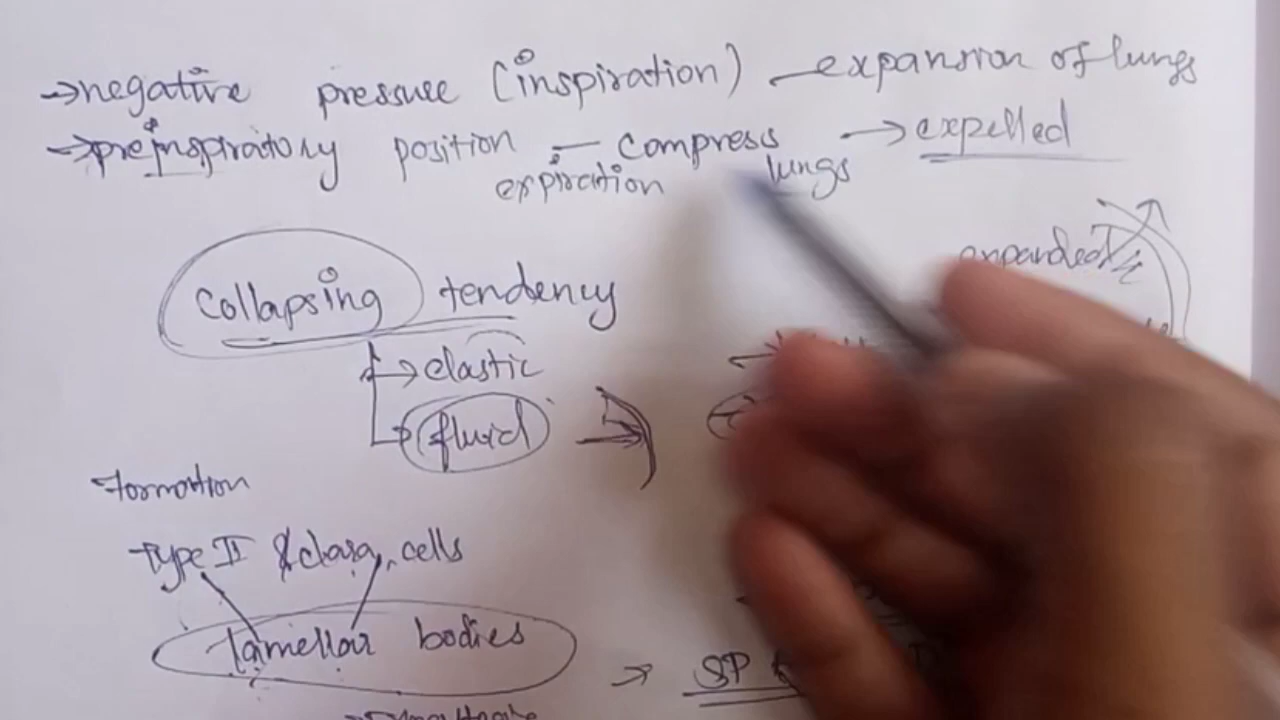 →negative pressure (inspiration) - expansion of lungs
→preinspiratory position - compress → expelled
expiration lungs
expanded
collapsing tendency
→ elastic
→ fluid
Formation
Type II & clara cells
lamellar bodies
→ SP